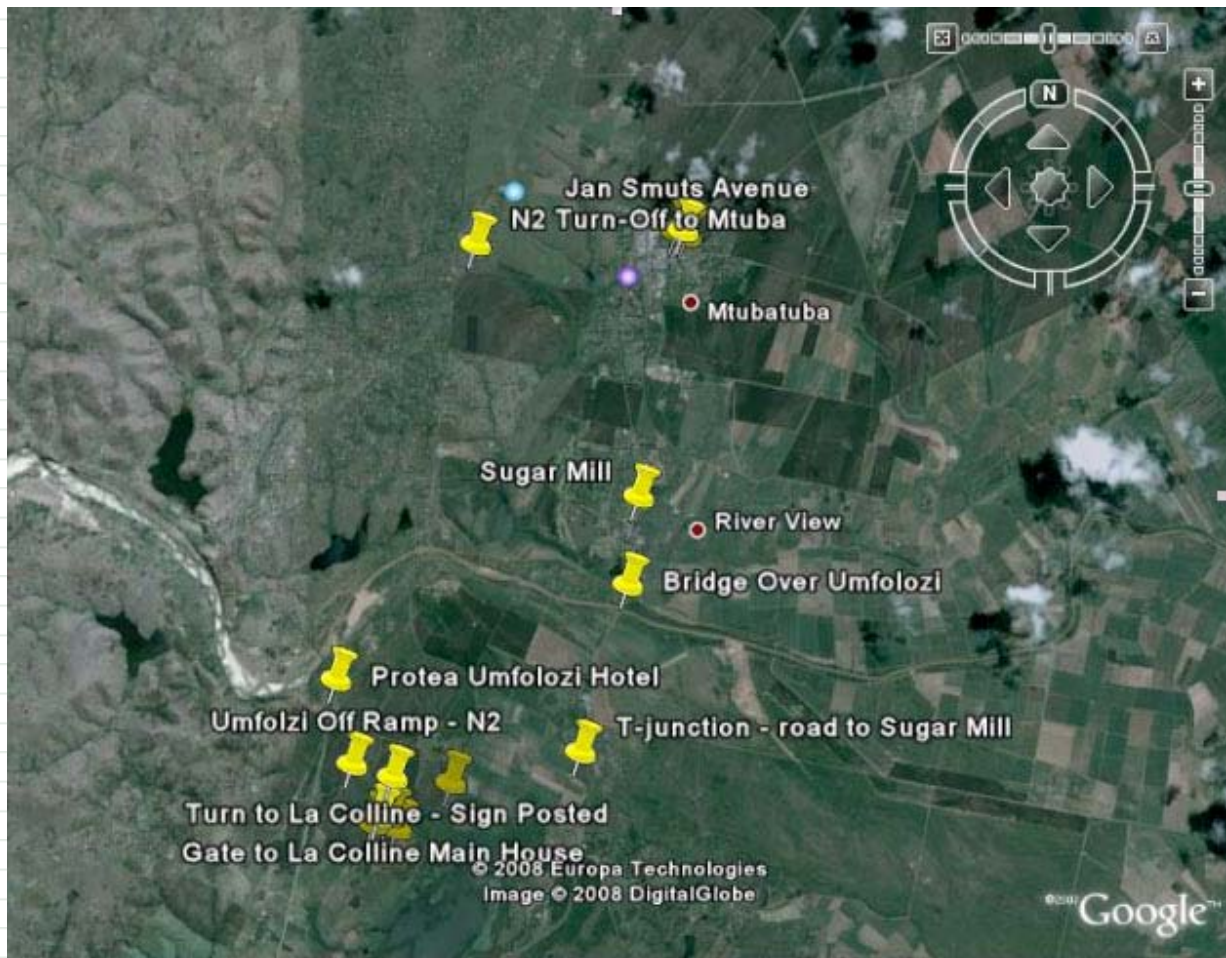 N
Jan Smuts Avenue
N2 Turn-Off to Mtuba
Mtubatuba
Sugar Mill
River View
Bridge Over Umfolozi
Protea Umfolozi Hotel
Umfolzi Off Ramp - N2
T-junction - road to Sugar Mill
Turn to La Colline - Sign Posted
Gate to La Colline Main House
© 2008 Europa Technologies
Image © 2008 DigitalGlobe
Google™